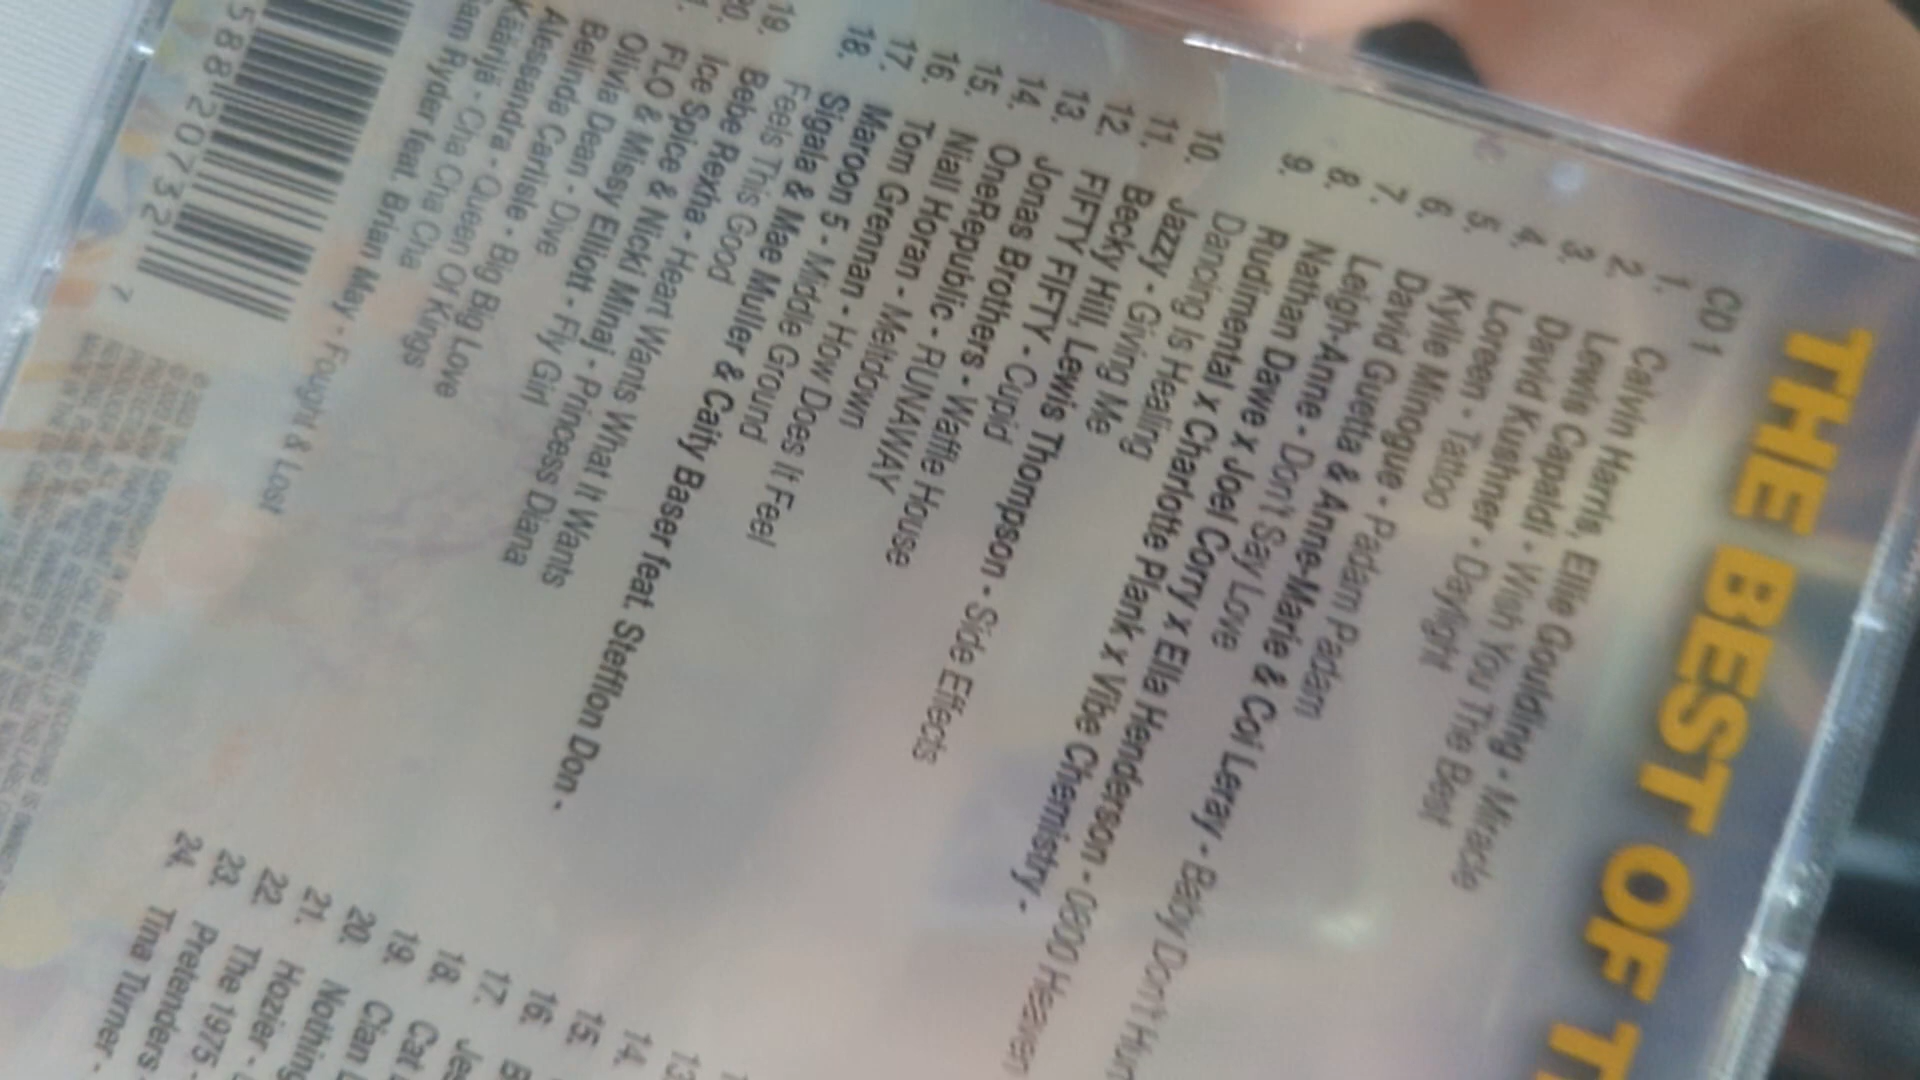 THE BEST OF T
CD 1
1. Calvin Harris, Ellie Goulding - Miracle
2. Lewis Capaldi - Wish You The Best
3. David Kushner - Daylight
4. Loreen - Tattoo
5. Kylie Minogue - Padam Padam
6. David Guetta & Anne-Marie & Coi Leray - Baby Don't Hurt
7. Leigh-Anne - Don't Say Love
8. Nathan Dawe x Joel Corry x Ella Henderson - 0800 Heaven
9. Rudimental x Charlotte Plank x Vibe Chemistry -
Dancing Is Healing
10. Jazzy - Giving Me
11. Becky Hill, Lewis Thompson - Side Effects
12. FIFTY FIFTY - Cupid
13. Jonas Brothers - Waffle House
14. OneRepublic - RUNAWAY
15. Niall Horan - Meltdown
16. Tom Grennan - How Does It Feel
17. Maroon 5 - Middle Ground
18. Sigala & Mae Muller & Caity Baser feat. Stefflon Don -
Feels This Good
19. Bebe Rexha - Heart Wants What It Wants
20. Ice Spice & Nicki Minaj - Princess Diana
FLO & Missy Elliott - Fly Girl
Olivia Dean - Dive
Belinda Carlisle - Big Big Love
Alessandra - Queen Of Kings
Käärijä - Cha Cha Cha
am Ryder feat. Brian May - Fought & Lost
588 20732 7
13
14.
15.
16. B
17. Jes
18. Cat
19. Cian
20. Nothing
21. Hozier -
22. The 1975 -
23. Pretenders -
24. Tina Turner -